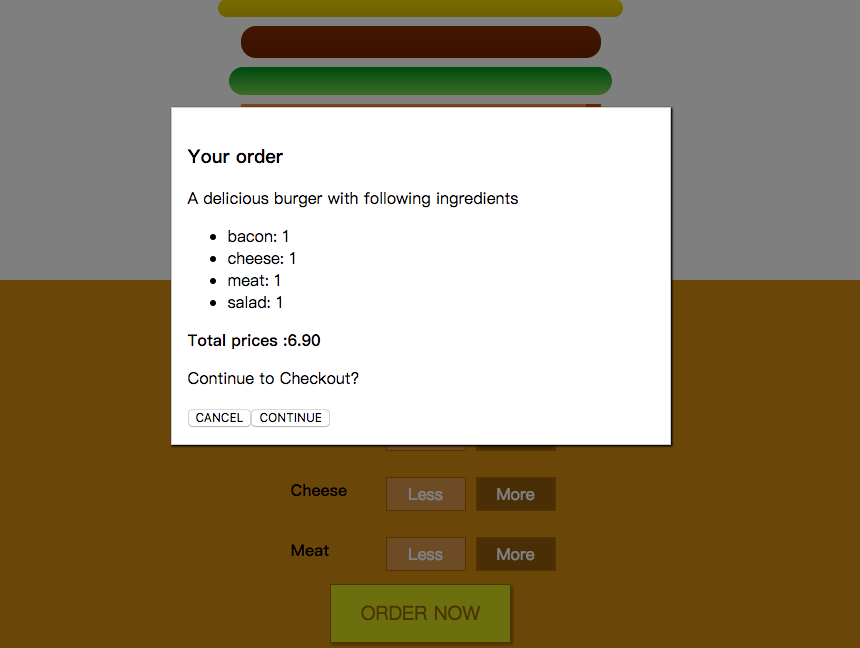 Your order
A delicious burger with following ingredients
bacon: 1
cheese: 1
meat: 1
salad: 1
Total prices :6.90
Continue to Checkout?
CANCEL CONTINUE
Cheese Less More
Meat Less More
ORDER NOW